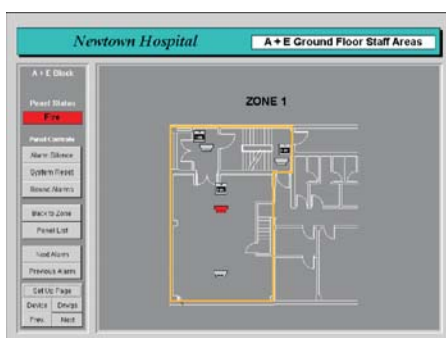 Newtown Hospital
A + E Ground Floor Staff Areas
A + E Block
Panel Status
Fire
Panel Controls
Alarm Silence
System Reset
Sound Alarms
Back to Zone
Panel List
Next Alarm
Previous Alarm
Set Up Page
Device Devgs
Prev. Next
ZONE 1